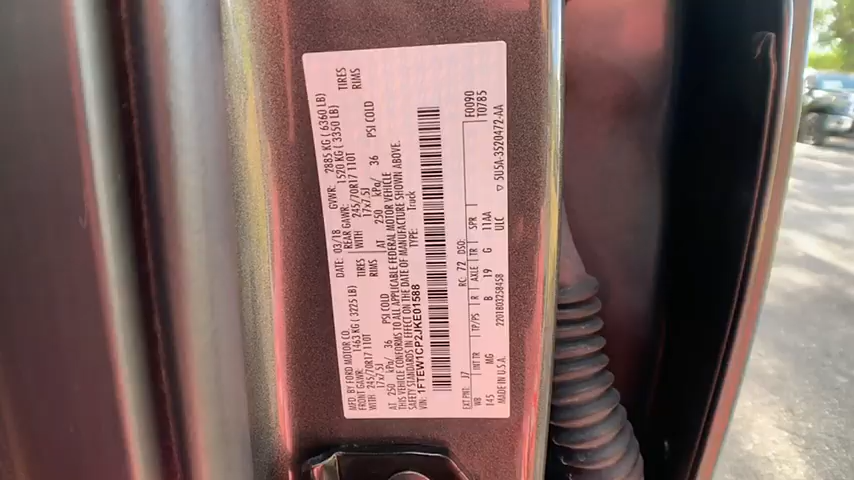 MFD. BY FORD MOTOR CO. DATE: 03/18 GVWR: 2885 KG ( 6360 LB)
FRONT GAWR: 1463 KG ( 3225 LB) REAR GAWR: 1520 KG ( 3350 LB)
WITH 245/70R17 110T TIRES WITH 245/70R17 110T TIRES
17x7.5J RIMS 17x7.5J RIMS
AT 250 kPa/ 36 PSI COLD AT 250 kPa/ 36 PSI COLD
THIS VEHICLE CONFORMS TO ALL APPLICABLE FEDERAL MOTOR VEHICLE
SAFETY STANDARDS IN EFFECT ON THE DATE OF MANUFACTURE SHOWN ABOVE.
VIN: 1FTEW1CP2JKE01588 TYPE: Truck
F0090
T0785
EXT PNT: J7 RC: 72 DSO:
WB INT TR TP/PS R AXLE TR SPR
145 MG B 19 G 11AA
ULC
MADE IN U.S.A. 2201803258458 ▽ 5U5A-3520472-AA